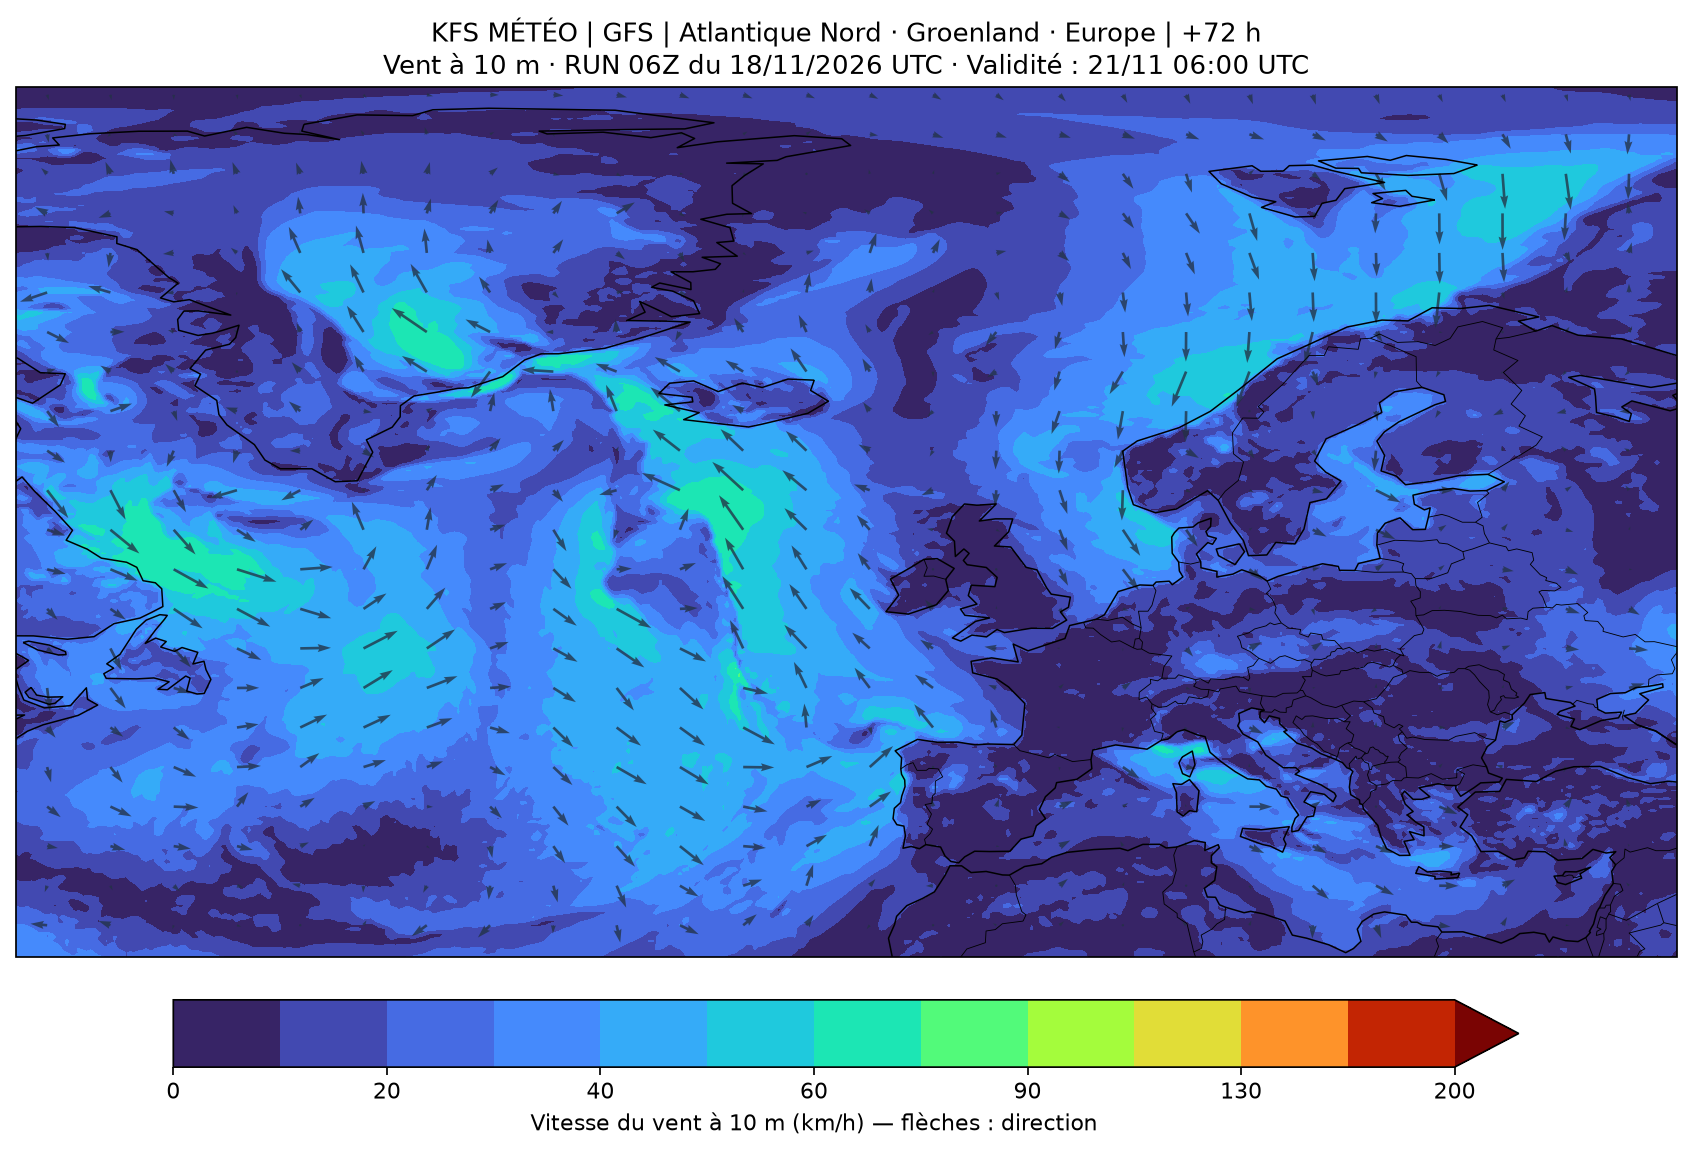 KFS MÉTÉO | GFS | Atlantique Nord · Groenland · Europe | +72 h
Vent à 10 m · RUN 06Z du 18/11/2026 UTC · Validité : 21/11 06:00 UTC
0 20 40 60 90 130 200
Vitesse du vent à 10 m (km/h) — flèches : direction